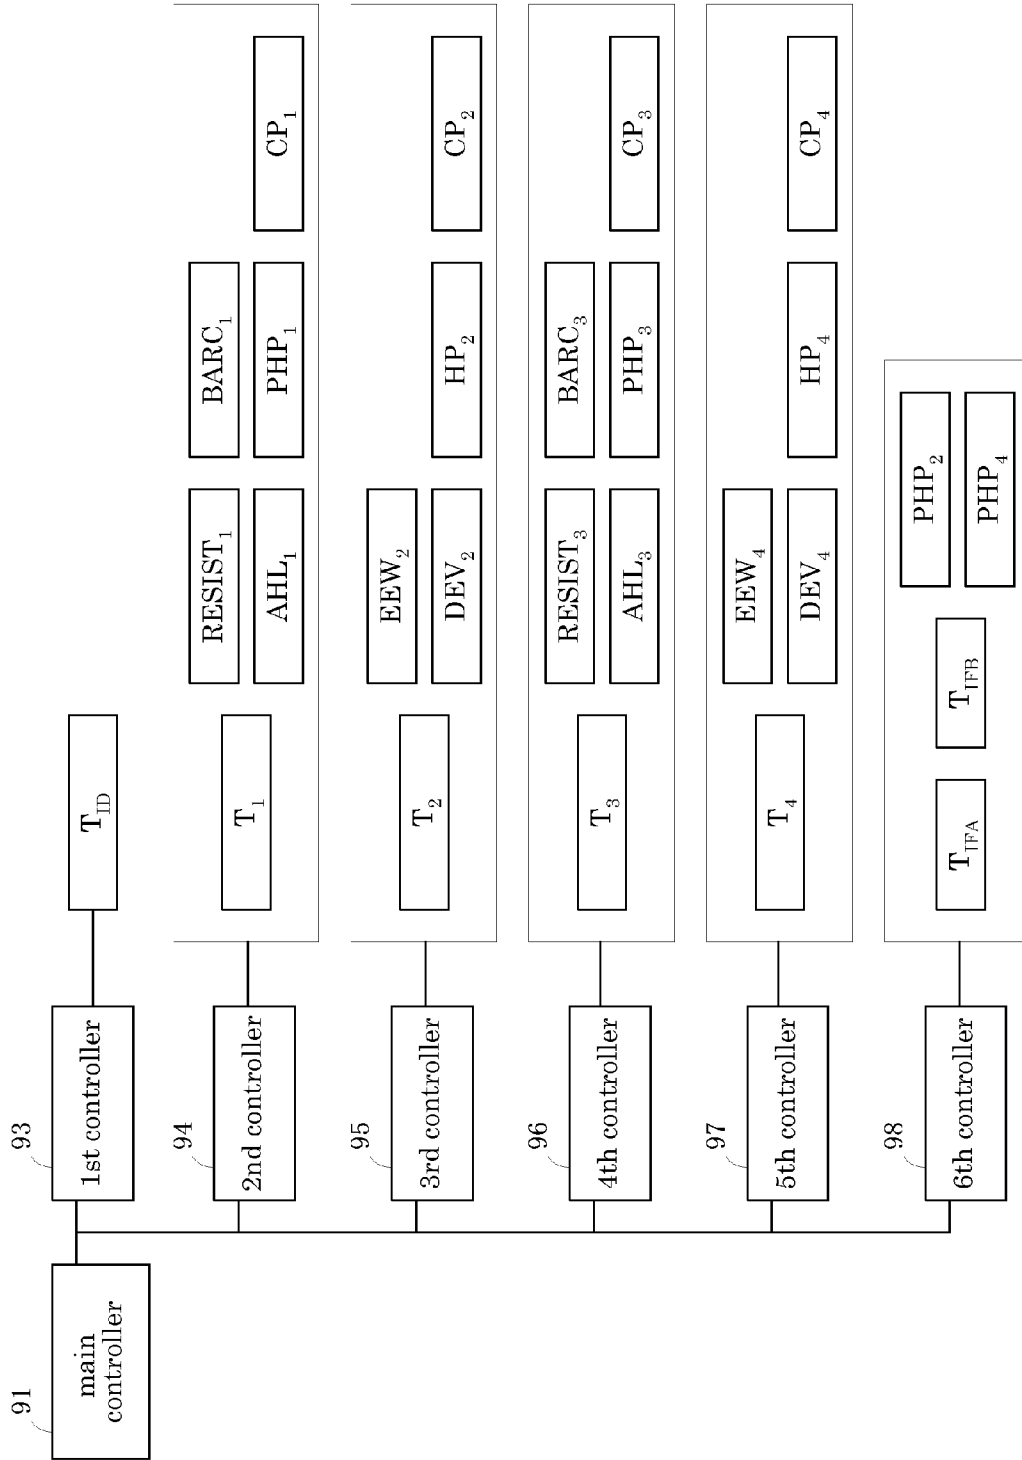 91
main
controller
93
1st controller
T_ID
94
2nd controller
T_1
RESIST_1
BARC_1
AHL_1
PHP_1
CP_1
95
3rd controller
T_2
EEW_2
DEV_2
HP_2
CP_2
96
4th controller
T_3
RESIST_3
BARC_3
AHL_3
PHP_3
CP_3
97
5th controller
T_4
EEW_4
DEV_4
HP_4
CP_4
98
6th controller
T_IFA
T_IFB
PHP_2
PHP_4